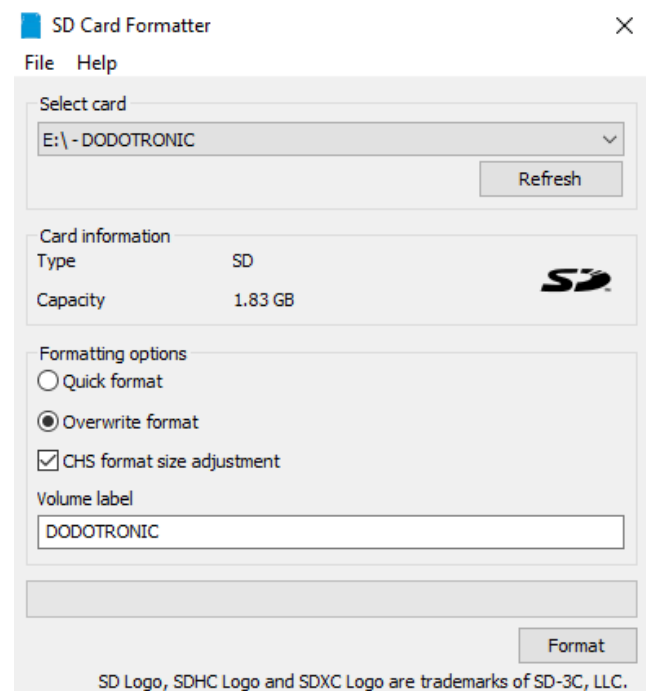 SD Card Formatter
File Help
Select card
E:\ - DODOTRONIC
Refresh
Card information
Type SD
Capacity 1.83 GB
SD
Formatting options
Quick format
Overwrite format
CHS format size adjustment
Volume label
DODOTRONIC
Format
SD Logo, SDHC Logo and SDXC Logo are trademarks of SD-3C, LLC.